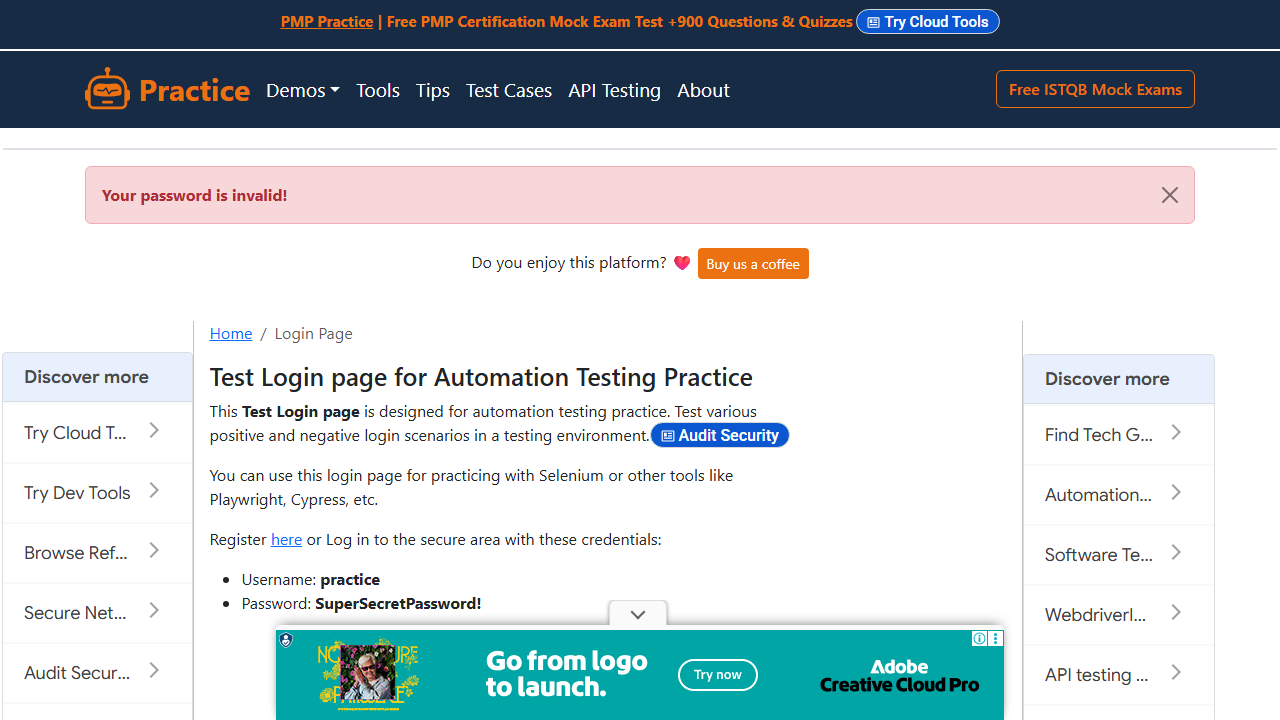 PMP Practice | Free PMP Certification Mock Exam Test +900 Questions & Quizzes Try Cloud Tools
Practice Demos Tools Tips Test Cases API Testing About Free ISTQB Mock Exams
Your password is invalid!
Do you enjoy this platform? Buy us a coffee
Home / Login Page
Test Login page for Automation Testing Practice
This Test Login page is designed for automation testing practice. Test various
positive and negative login scenarios in a testing environment. Audit Security
You can use this login page for practicing with Selenium or other tools like
Playwright, Cypress, etc.
Register here or Log in to the secure area with these credentials:
Username: practice
Password: SuperSecretPassword!
Discover more
Try Cloud T...
Try Dev Tools
Browse Ref...
Secure Net...
Audit Secur...
Discover more
Find Tech G...
Automation...
Software Te...
WebdriverI...
API testing ...
Go from logo
to launch.
Try now
Adobe
Creative Cloud Pro